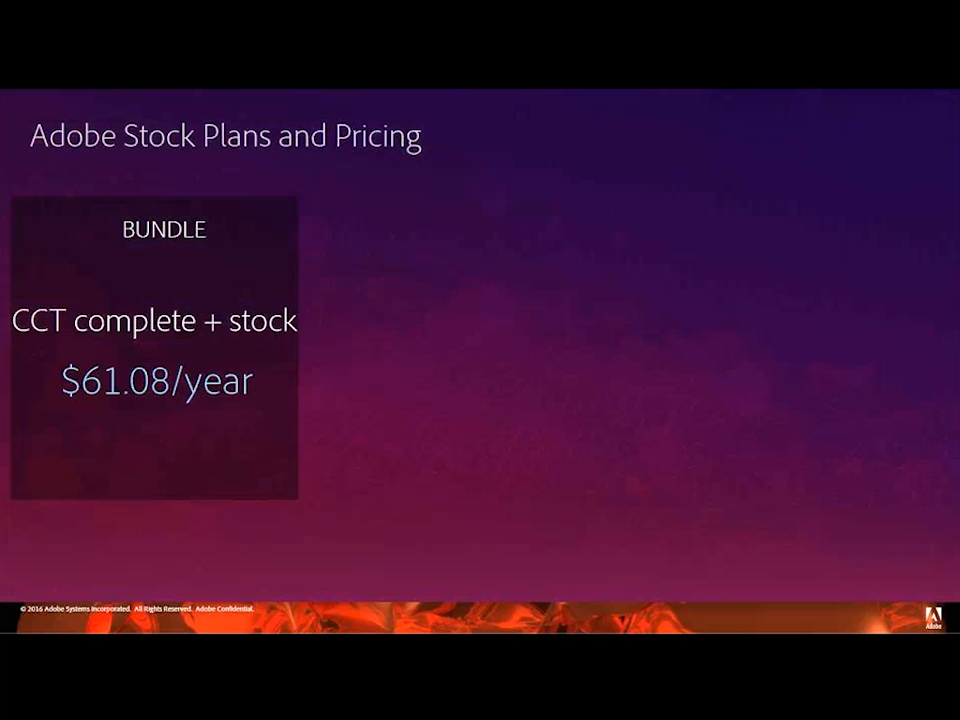 Adobe Stock Plans and Pricing
BUNDLE
CCT complete + stock
$61.08/year
© 2016 Adobe Systems Incorporated. All Rights Reserved. Adobe Confidential.
Adobe